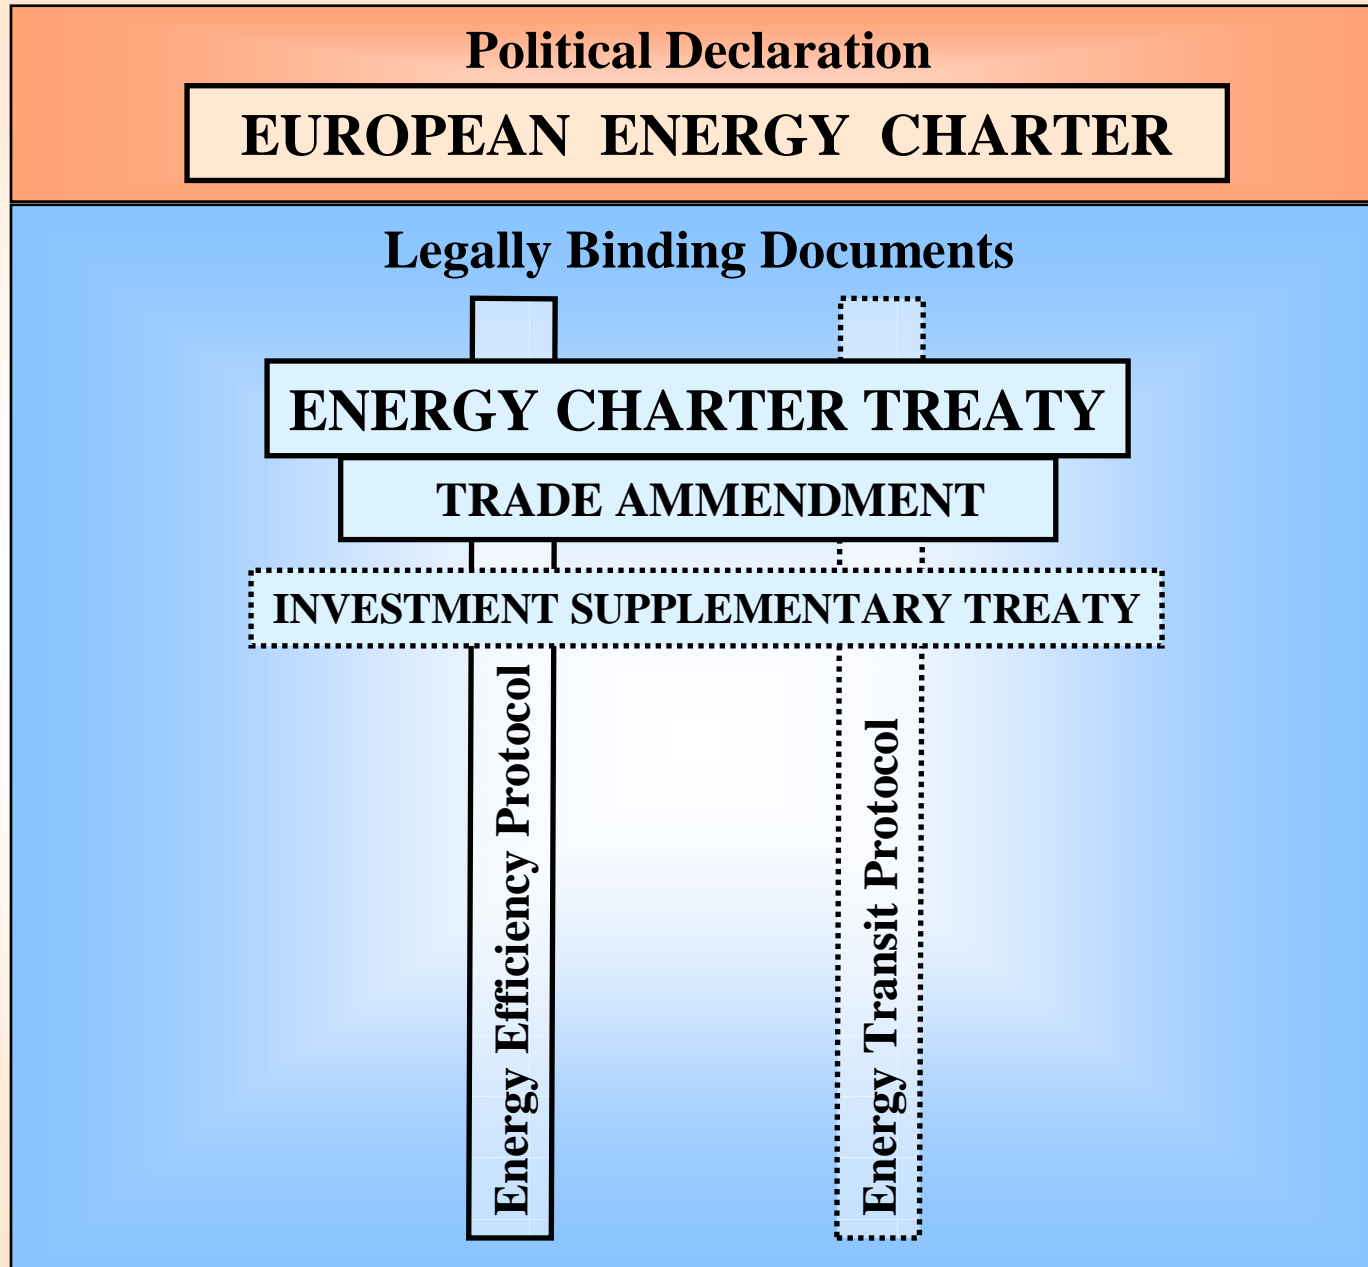 Political Declaration
EUROPEAN ENERGY CHARTER
Legally Binding Documents
ENERGY CHARTER TREATY
TRADE AMMENDMENT
INVESTMENT SUPPLEMENTARY TREATY
Energy Efficiency Protocol
Energy Transit Protocol